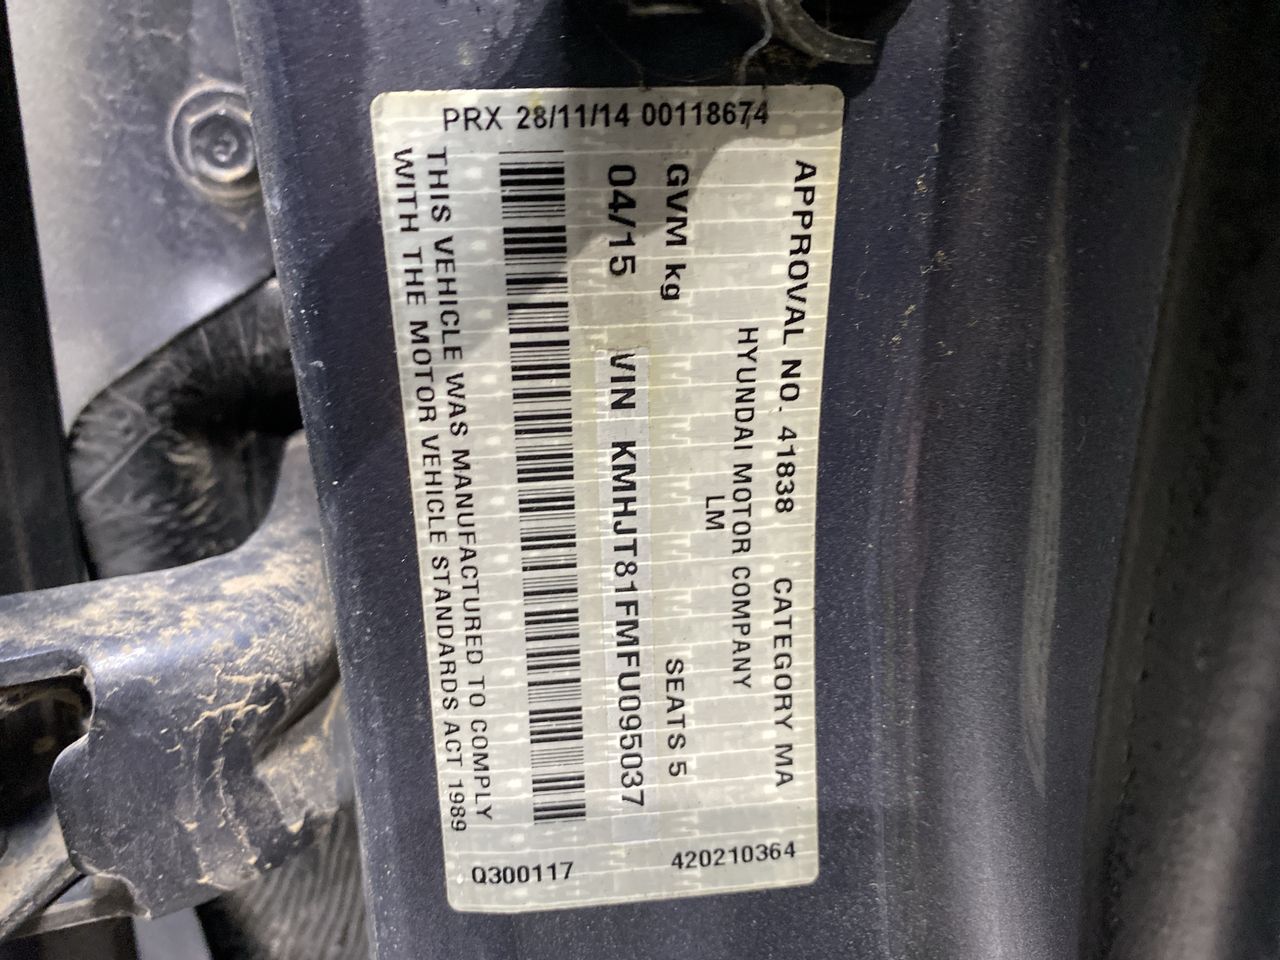 PRX 28/11/14 00118674
APPROVAL NO. 41838 CATEGORY MA
HYUNDAI MOTOR COMPANY
LM
GVM kg SEATS 5
04/15 VIN KMHJT81FMFU095037
THIS VEHICLE WAS MANUFACTURED TO COMPLY
WITH THE MOTOR VEHICLE STANDARDS ACT 1989
Q300117 420210364